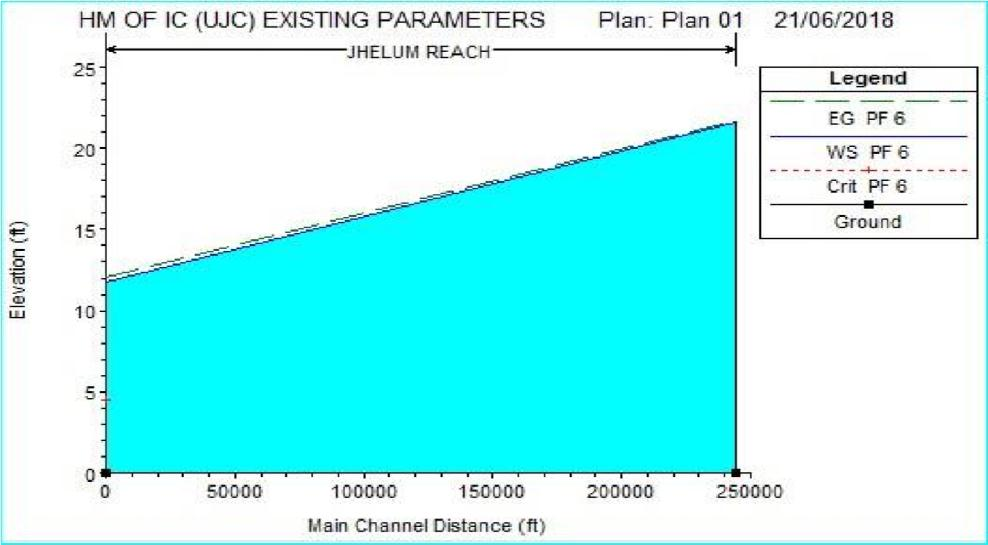 HM OF IC (UJC) EXISTING PARAMETERS Plan: Plan 01 21/06/2018
JHELUM REACH
Legend
EG PF 6
WS PF 6
Crit PF 6
Ground
25
20
15
10
5
0
Elevation (ft)
0 50000 100000 150000 200000 250000
Main Channel Distance (ft)